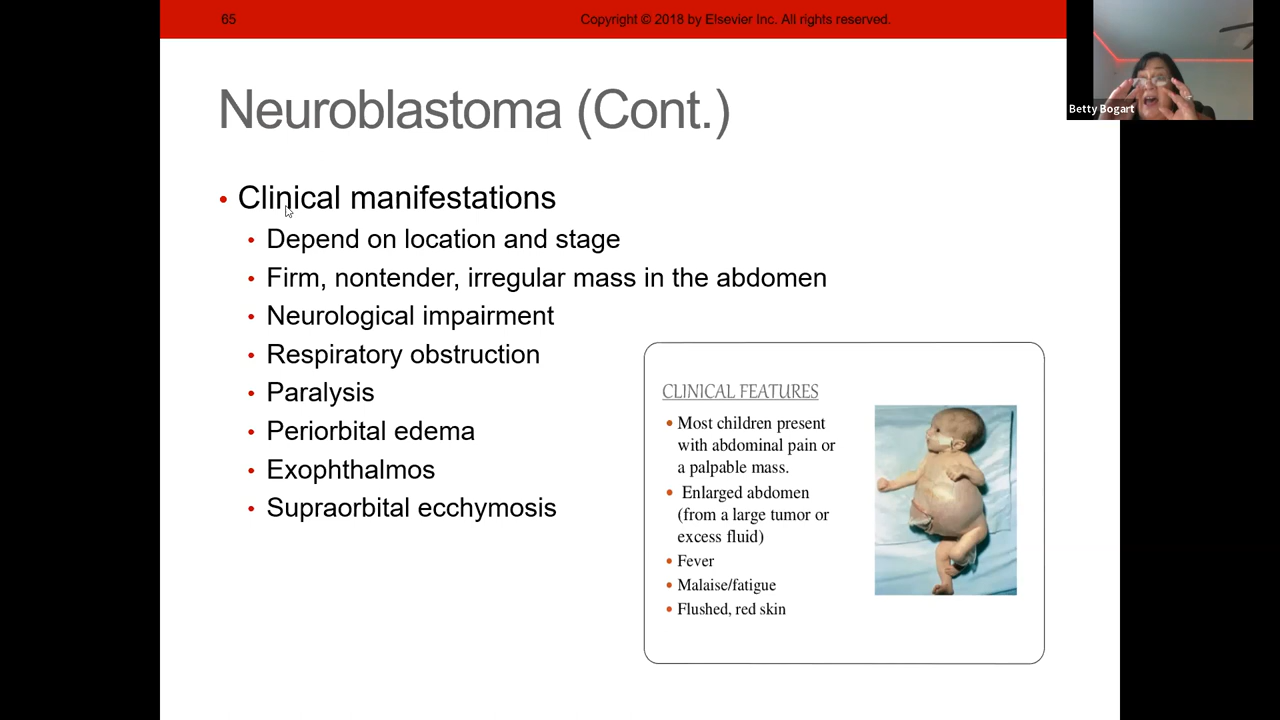 65
Copyright © 2018 by Elsevier Inc. All rights reserved.
Betty Bogart
Neuroblastoma (Cont.)
• Clinical manifestations
• Depend on location and stage
• Firm, nontender, irregular mass in the abdomen
• Neurological impairment
• Respiratory obstruction
• Paralysis
• Periorbital edema
• Exophthalmos
• Supraorbital ecchymosis
CLINICAL FEATURES
• Most children present
with abdominal pain or
a palpable mass.
• Enlarged abdomen
(from a large tumor or
excess fluid)
• Fever
• Malaise/fatigue
• Flushed, red skin